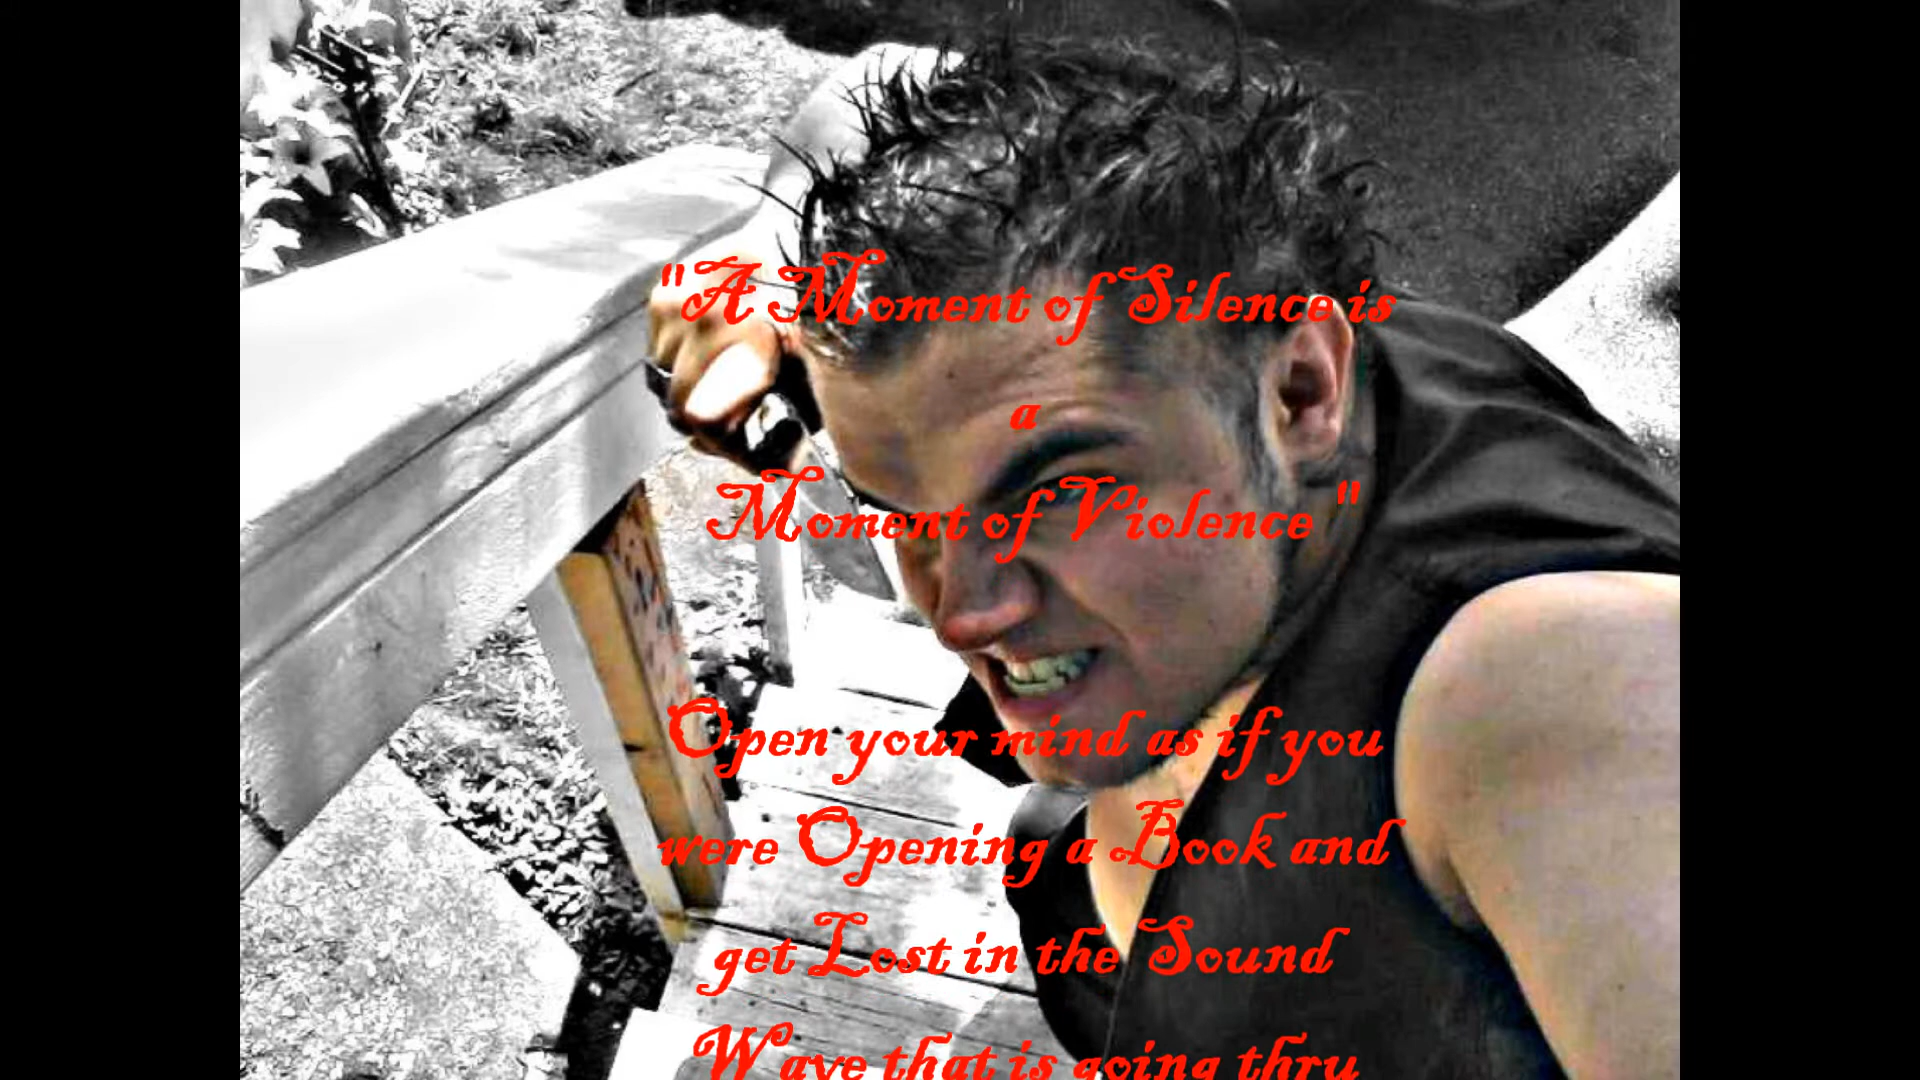 "A Moment of Silence is
a
Moment of Violence "
Open your mind as if you
were Opening a Book and
get Lost in the Sound
Wave that is going thru